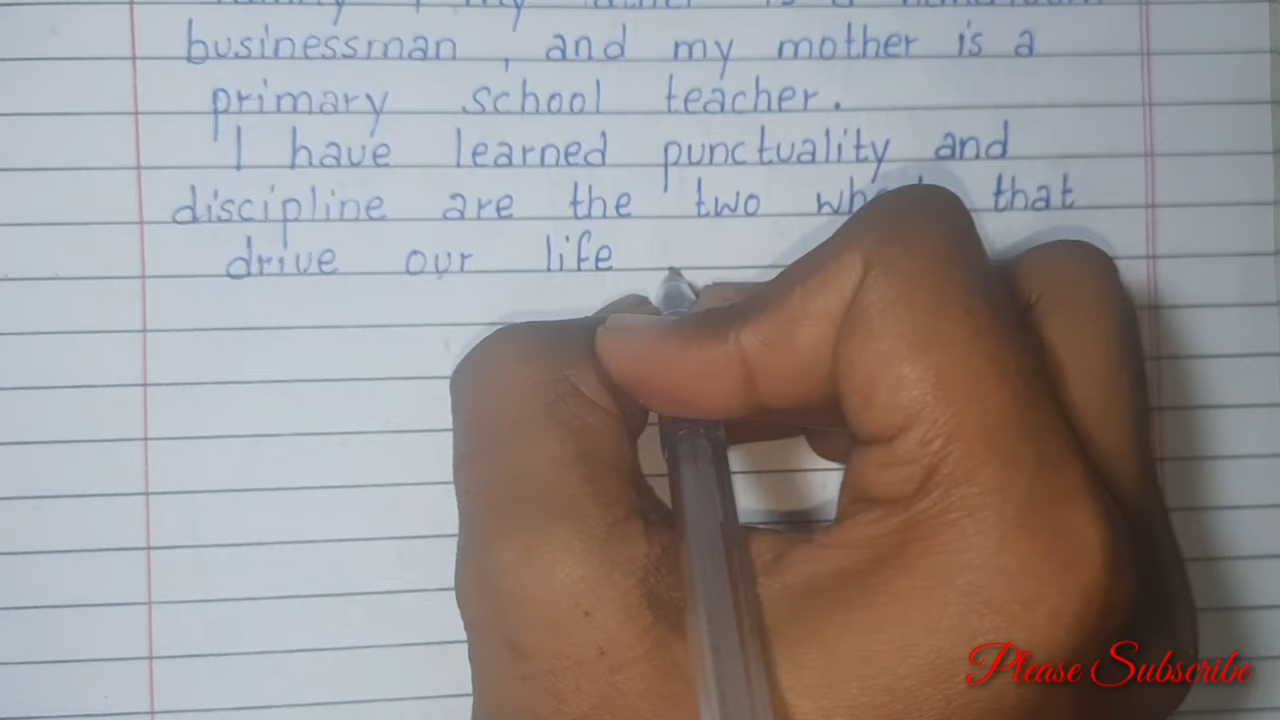 businessman , and my mother is a
primary school teacher.
I have learned punctuality and
discipline are the two that
drive our life
Please Subscribe